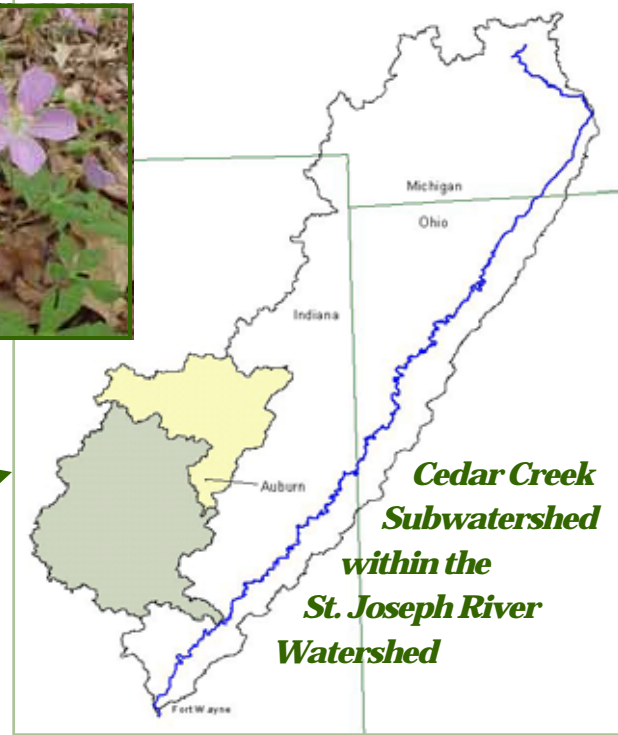 Michigan
Ohio
Indiana
Auburn
Cedar Creek
Subwatershed
within the
St. Joseph River
Watershed
Fort Wayne